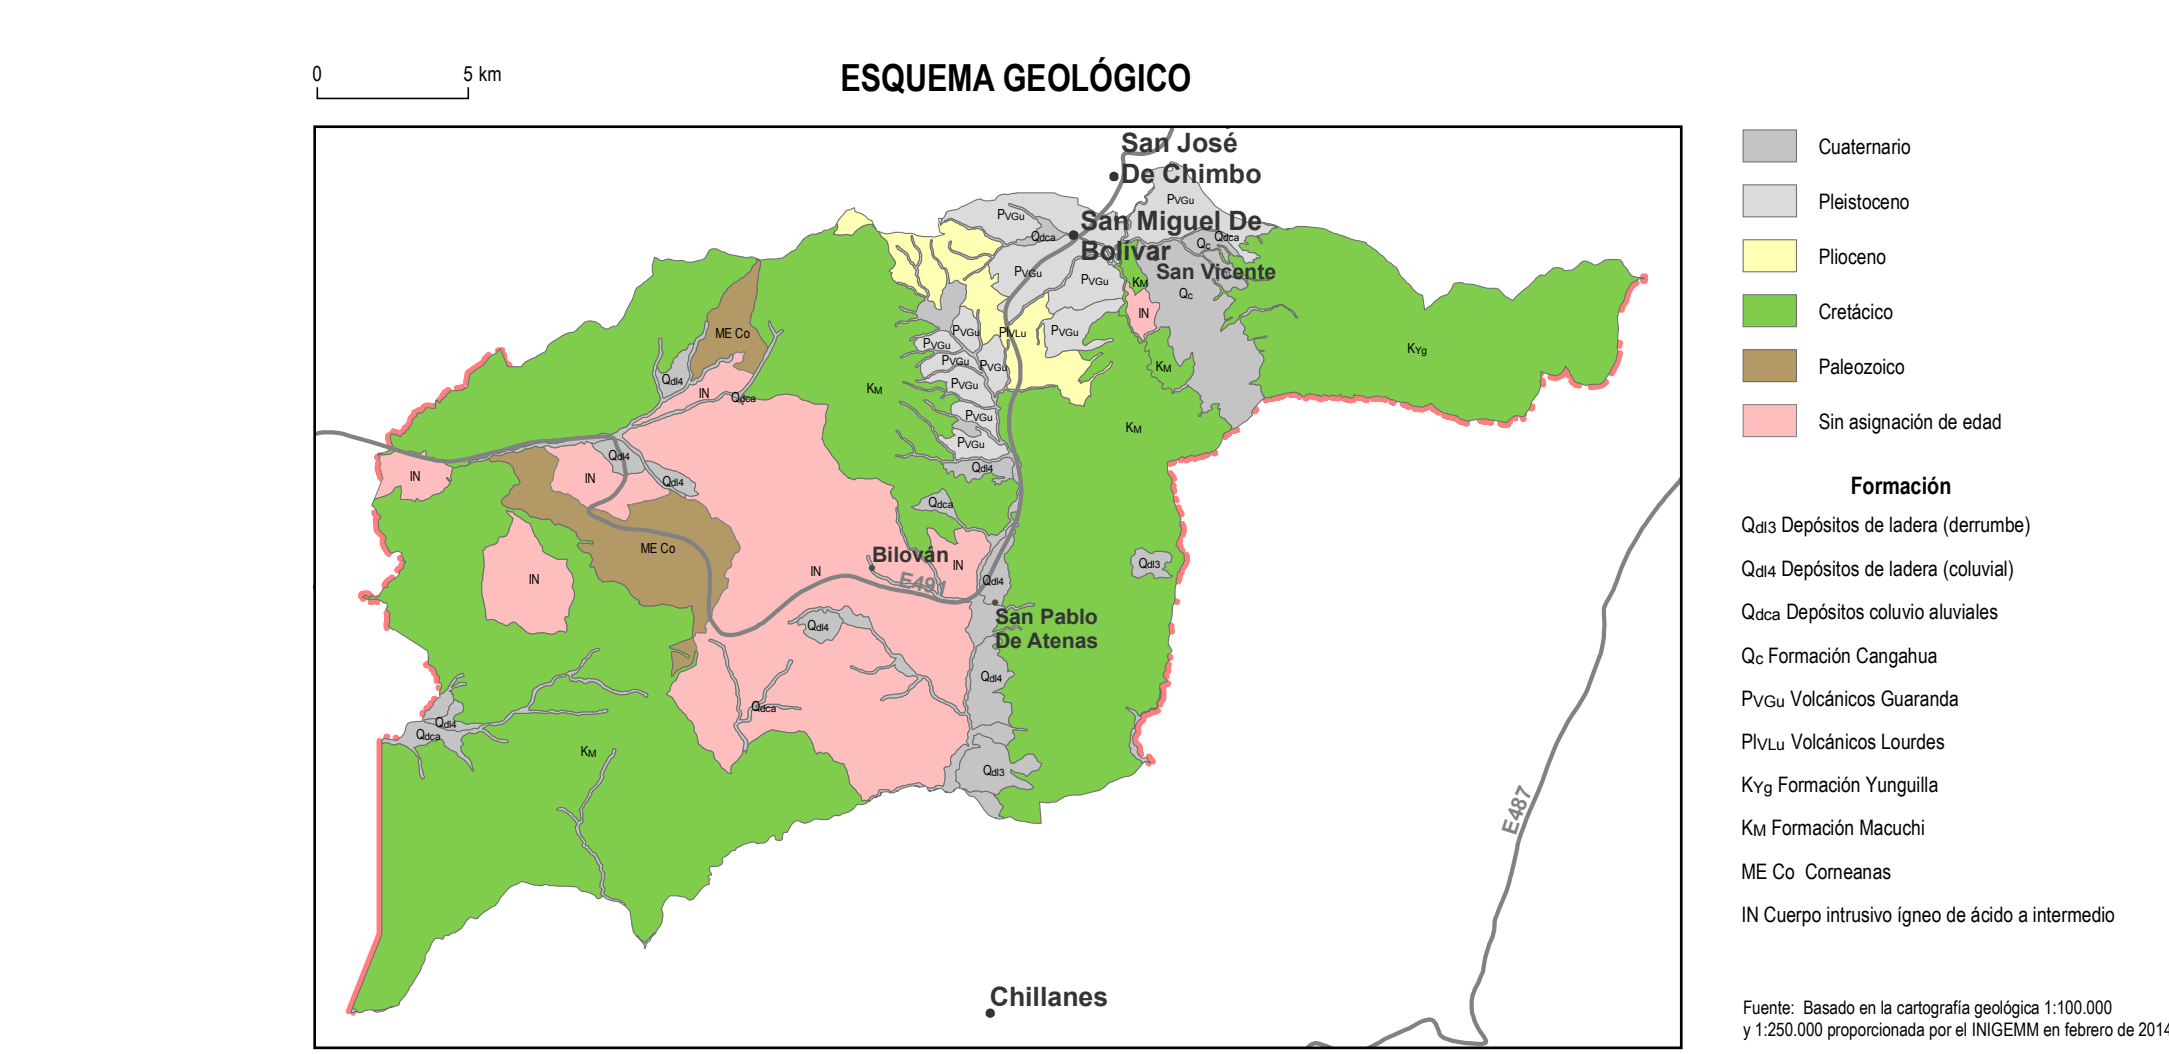 0 5 km
ESQUEMA GEOLÓGICO
San José
De Chimbo
PVGu
San Miguel De
Bolívar
PVGu
Qdca
Qdca
Qc
San Vicente
PVGu
PVGu
KM
Qc
IN
ME Co
PVGu
PlVLu
PVGu
PVGu
KYg
PVGu
PVGu
KM
Qdl4
PVGu
KM
IN
Qdca
PVGu
KM
PVGu
Qdl4
Qdl4
IN
IN
Qdl4
Qdca
ME Co
Bilován
IN
IN
IN
E491
Qdl4
Qdl3
San Pablo
De Atenas
Qdl4
Qdl4
Qdca
Qdl4
Qdca
KM
Qdl3
E487
Chillanes
Cuaternario
Pleistoceno
Plioceno
Cretácico
Paleozoico
Sin asignación de edad
Formación
Qdl3 Depósitos de ladera (derrumbe)
Qdl4 Depósitos de ladera (coluvial)
Qdca Depósitos coluvio aluviales
Qc Formación Cangahua
PVGu Volcánicos Guaranda
PlVLu Volcánicos Lourdes
KYg Formación Yunguilla
KM Formación Macuchi
ME Co Corneanas
IN Cuerpo intrusivo ígneo de ácido a intermedio
Fuente: Basado en la cartografía geológica 1:100.000
y 1:250.000 proporcionada por el INIGEMM en febrero de 2014